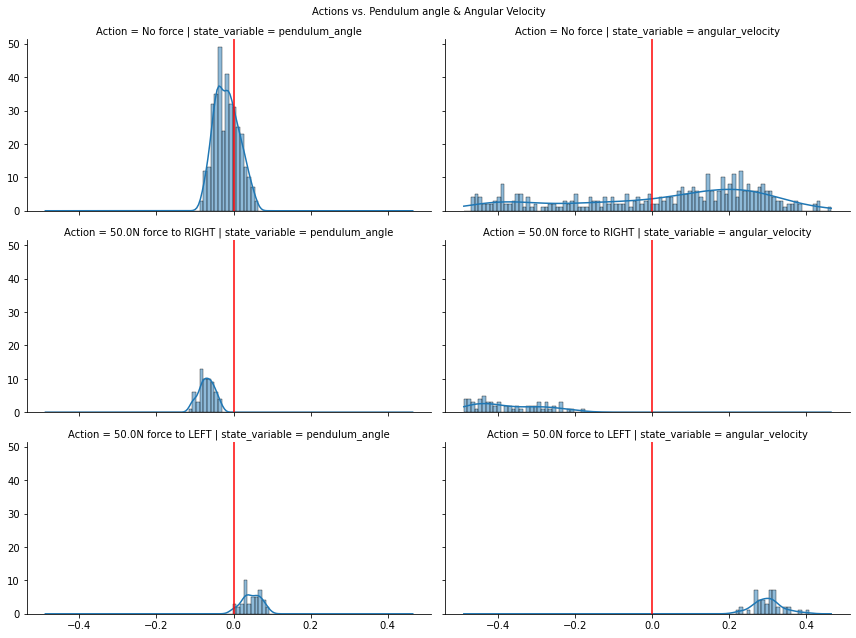 Actions vs. Pendulum angle & Angular Velocity
Action = No force | state_variable = pendulum_angle
Action = No force | state_variable = angular_velocity
50
40
30
20
10
0
Action = 50.0N force to RIGHT | state_variable = pendulum_angle
Action = 50.0N force to RIGHT | state_variable = angular_velocity
50
40
30
20
10
0
Action = 50.0N force to LEFT | state_variable = pendulum_angle
Action = 50.0N force to LEFT | state_variable = angular_velocity
50
40
30
20
10
0
−0.4 −0.2 0.0 0.2 0.4
−0.4 −0.2 0.0 0.2 0.4